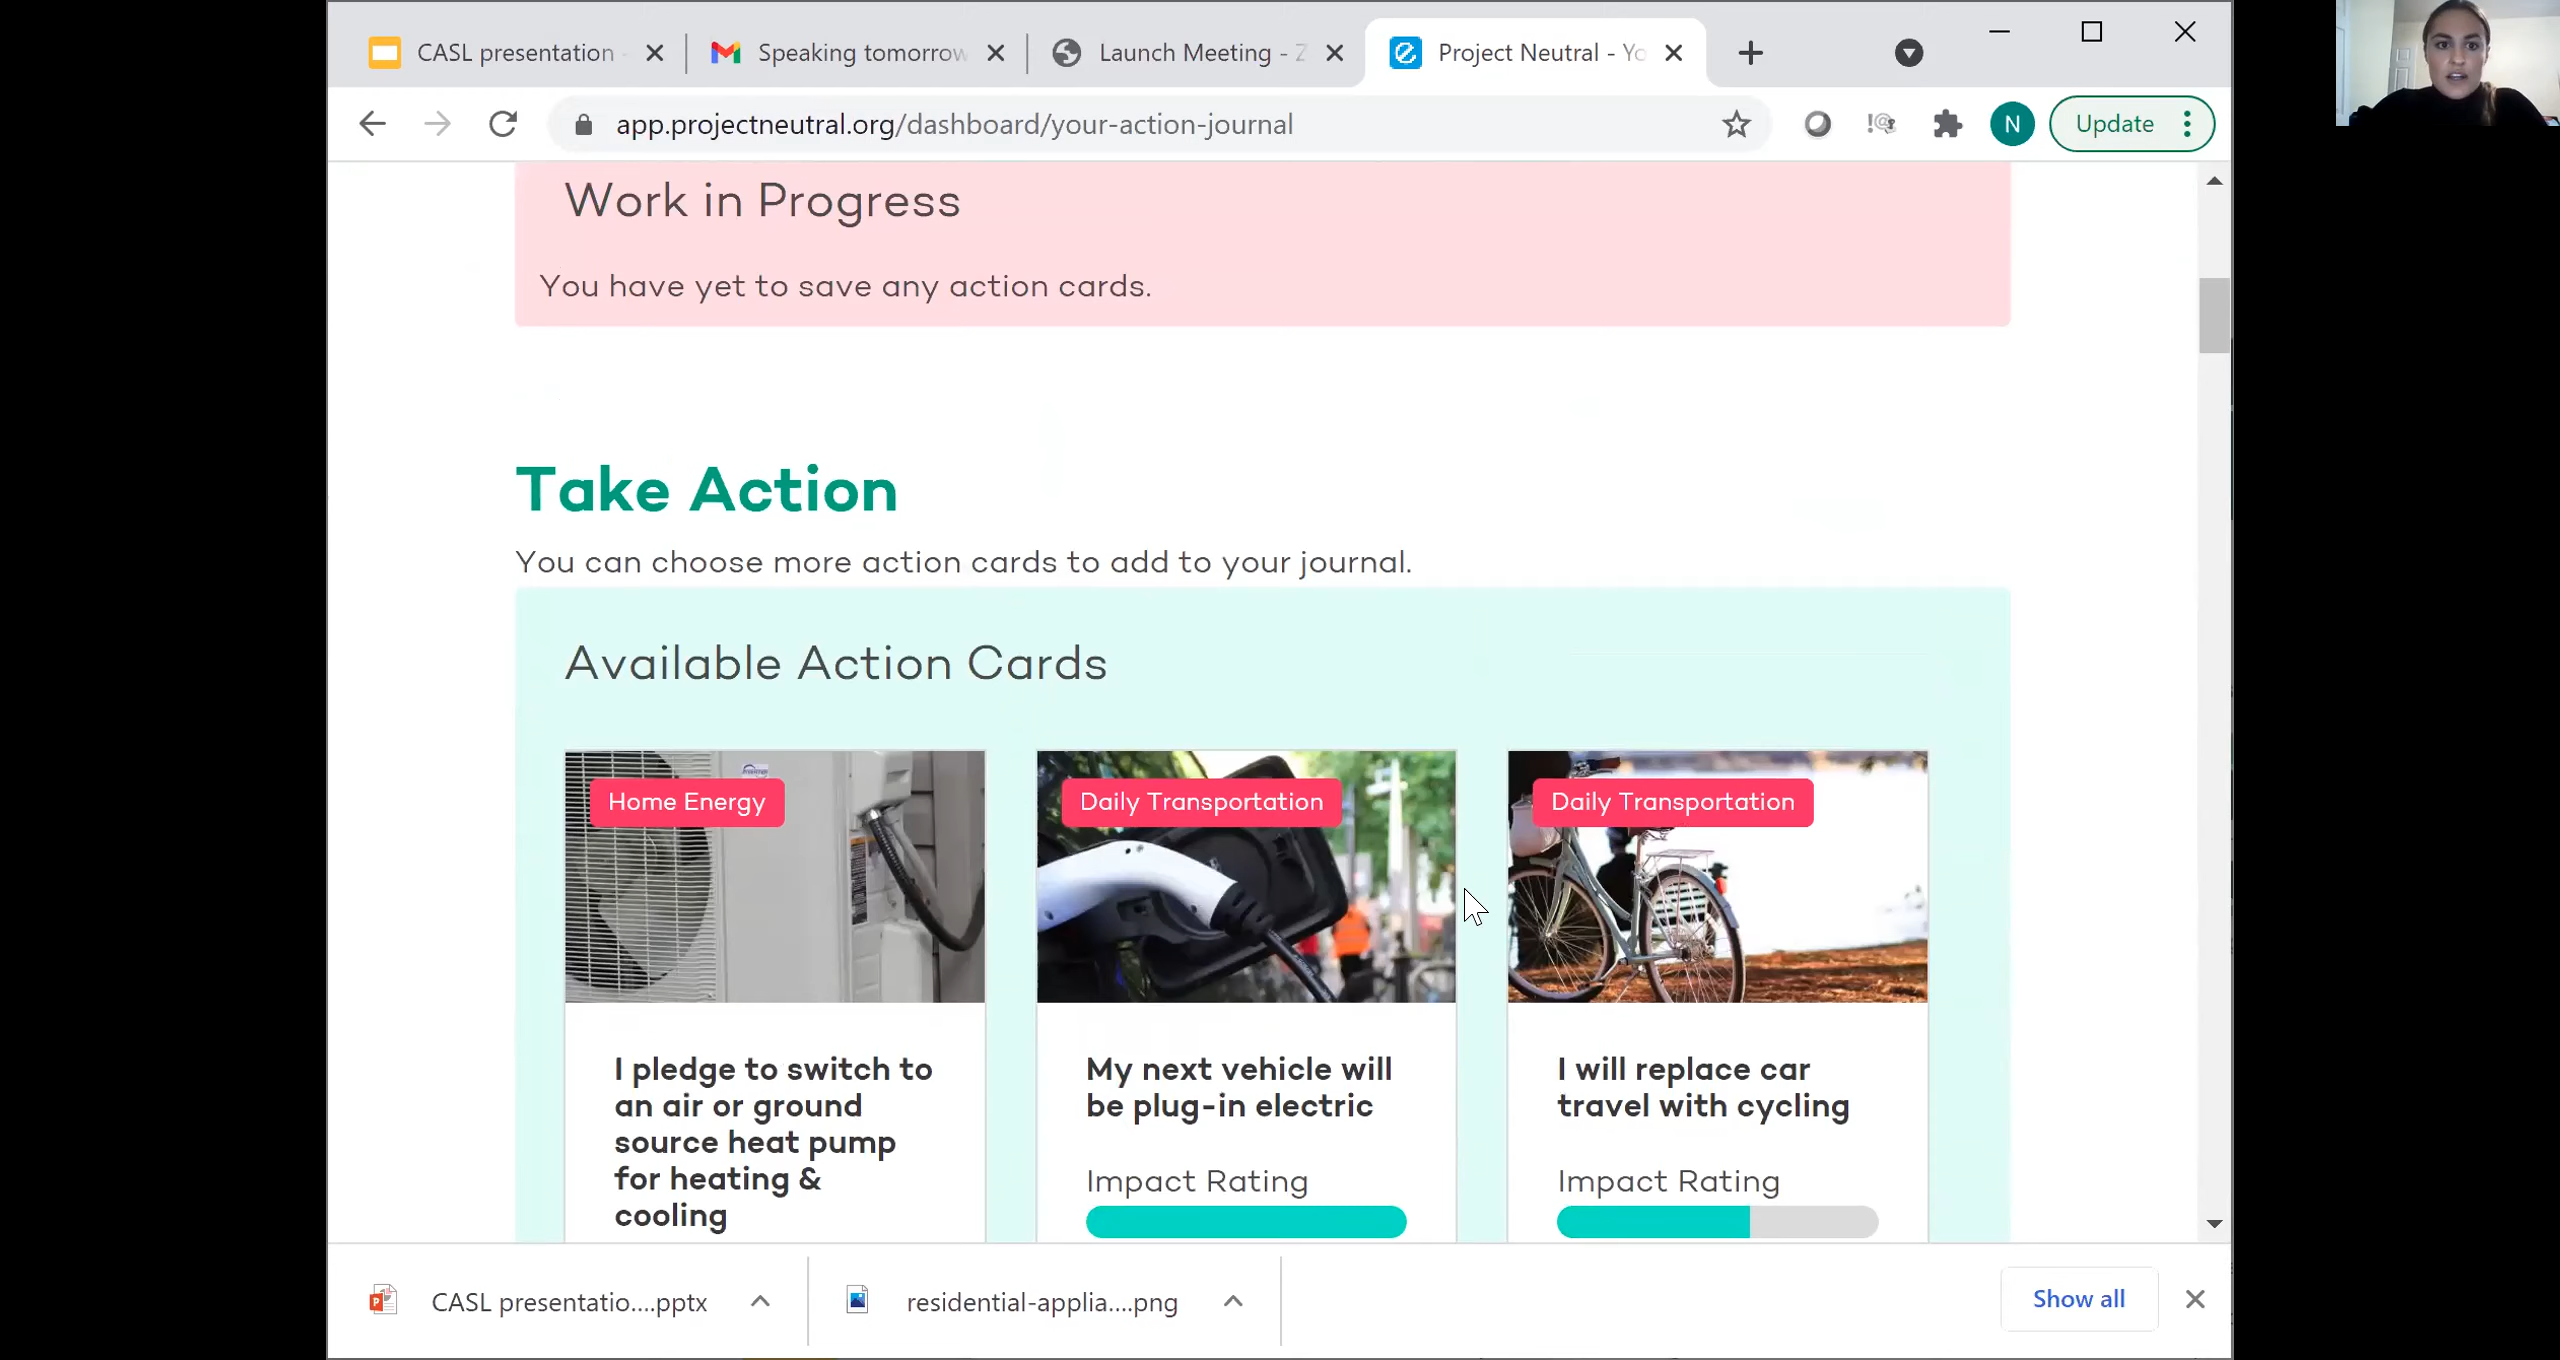 CASL presentation -
Speaking tomorrow
Launch Meeting - Z
Project Neutral - Yo
app.projectneutral.org/dashboard/your-action-journal
N
Update
Work in Progress
You have yet to save any action cards.
Take Action
You can choose more action cards to add to your journal.
Available Action Cards
Home Energy
I pledge to switch to
an air or ground
source heat pump
for heating &
cooling
Daily Transportation
My next vehicle will
be plug-in electric
Impact Rating
Daily Transportation
I will replace car
travel with cycling
Impact Rating
CASL presentatio....pptx
residential-applia....png
Show all